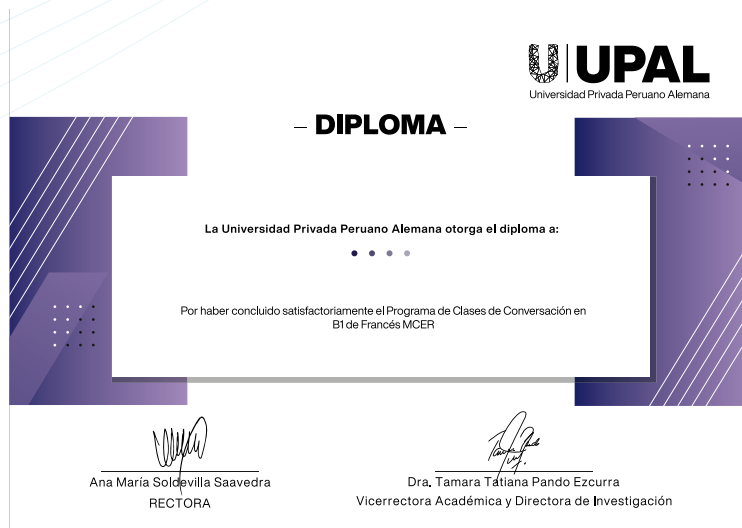 UPAL
Universidad Privada Peruano Alemana
– DIPLOMA –
La Universidad Privada Peruano Alemana otorga el diploma a:
Por haber concluido satisfactoriamente el Programa de Clases de Conversación en
B1 de Francés MCER
Ana María Soldevilla Saavedra
RECTORA
Dra. Tamara Tatiana Pando Ezcurra
Vicerrectora Académica y Directora de Investigación